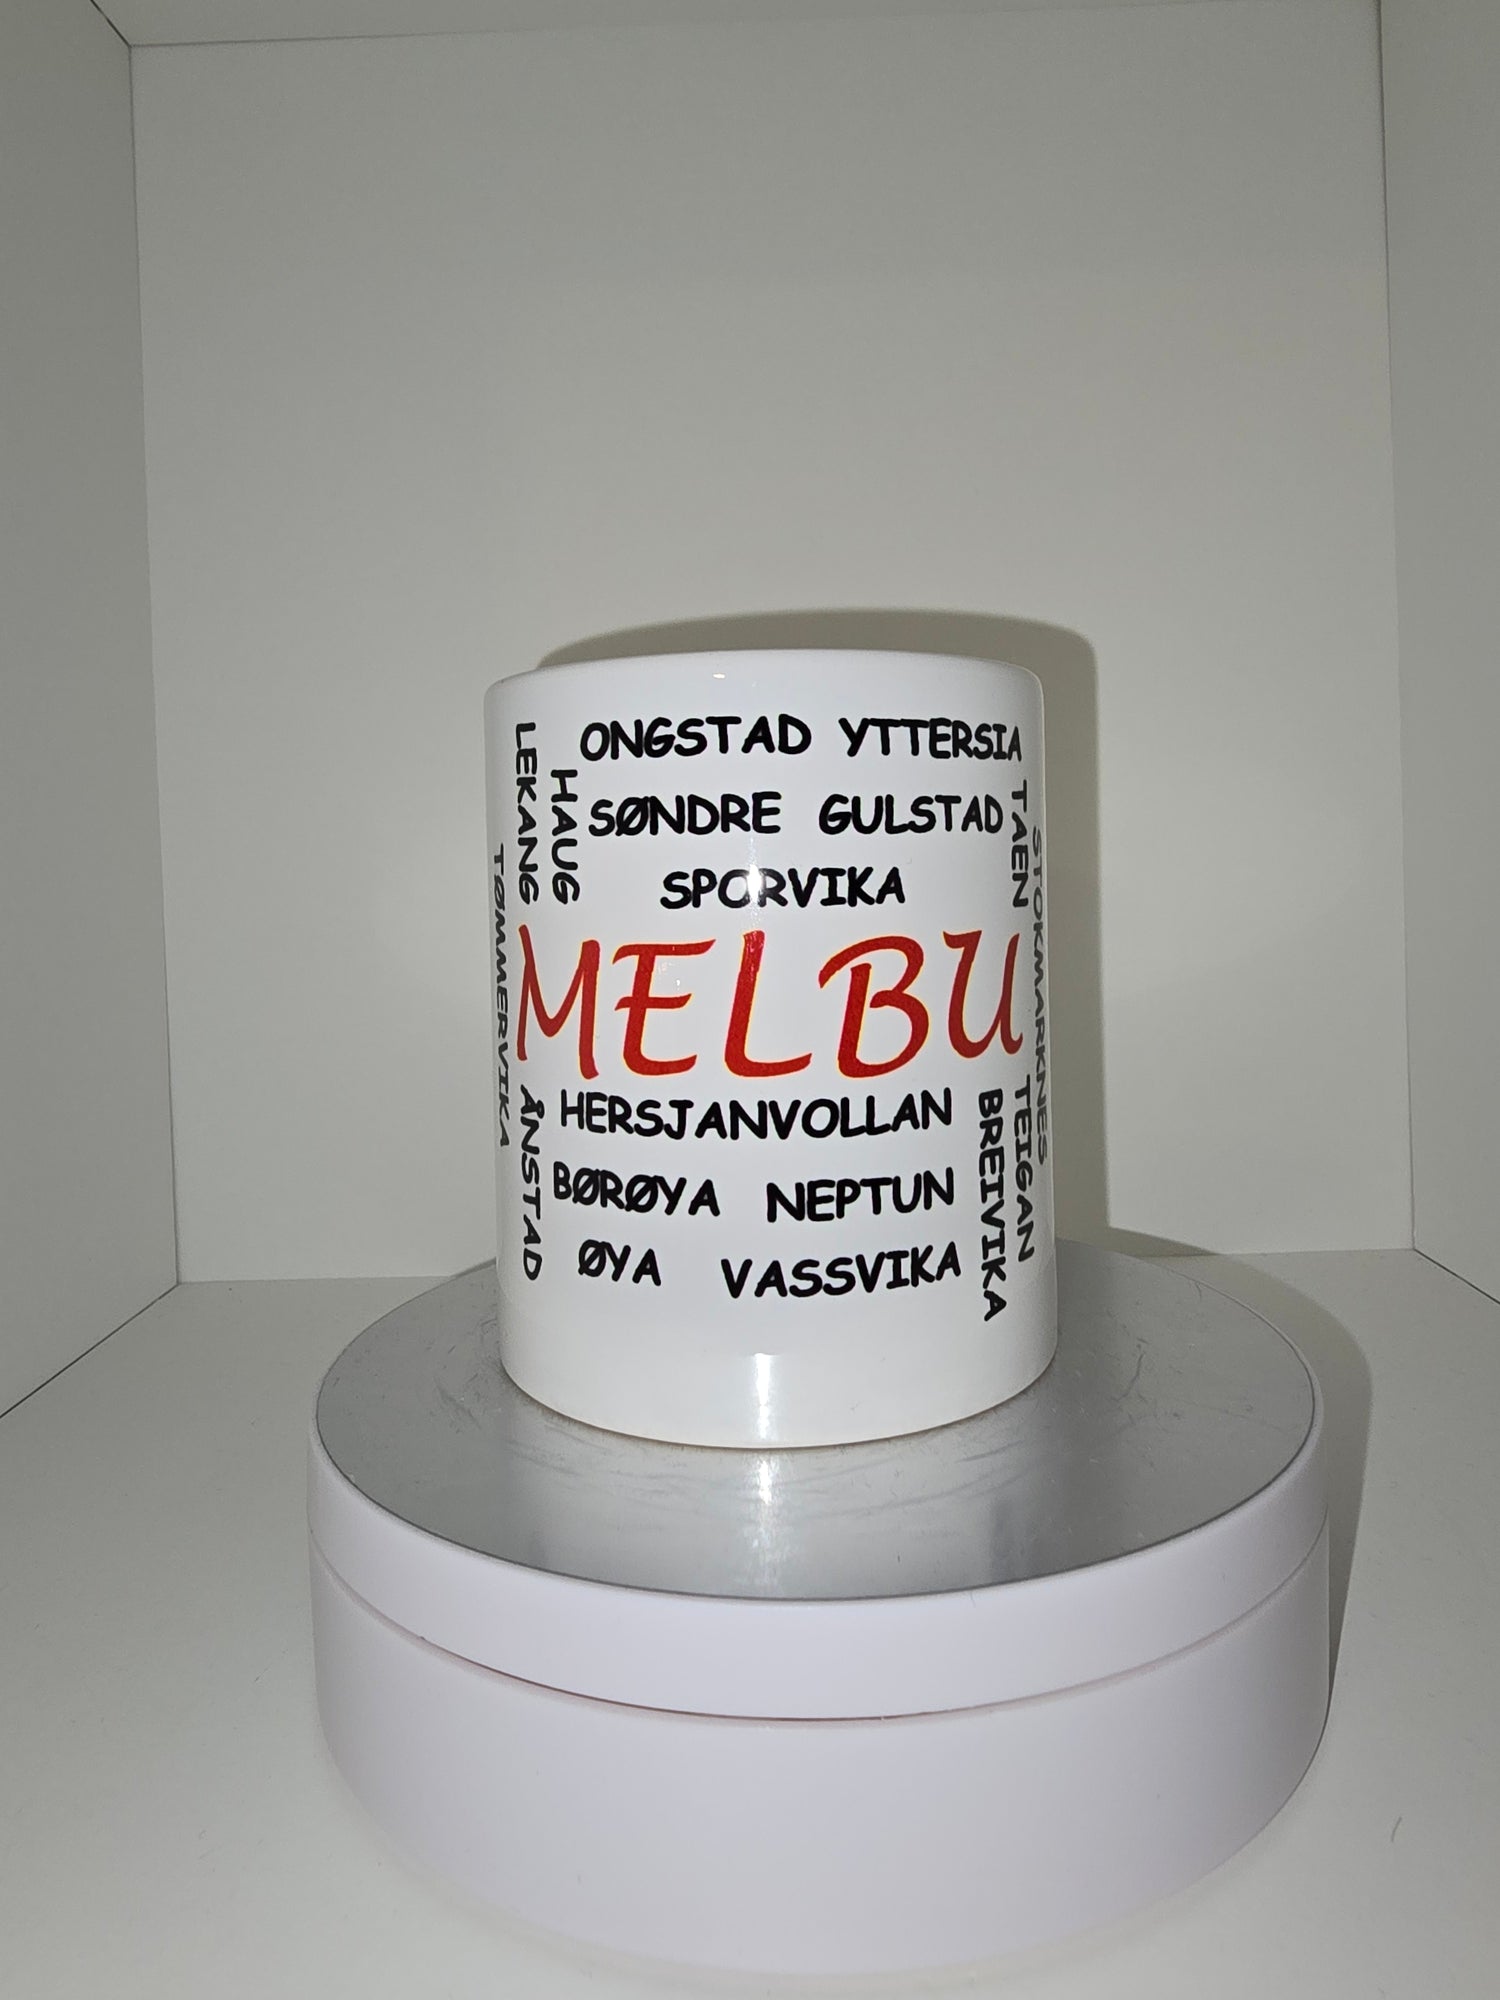 ONGSTAD YTTERSIA
SØNDRE GULSTAD
SPORVIKA
LEKANG
HAUG
TØMMERVIKA
TAEN
STOKMARKNES
MELBU
HERSJANVOLLAN
BØRØYA NEPTUN
ØYA VASSVIKA
ÅNSTAD
BREIVIKA
TEIGAN